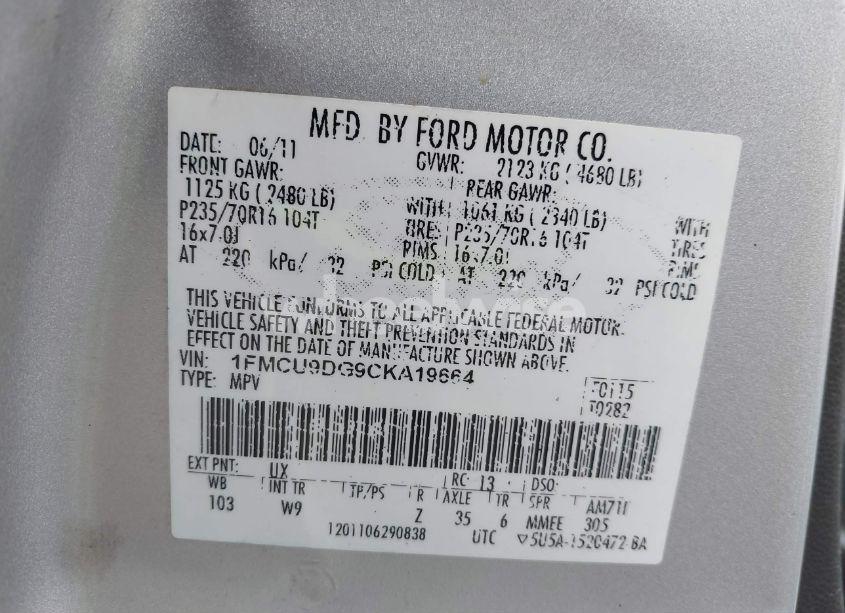 MFD. BY FORD MOTOR CO.
DATE: 06/11 GVWR: 2123 KG ( 4680 LB)
FRONT GAWR: REAR GAWR:
1125 KG ( 2480 LB) WITH 1061 KG ( 2340 LB) WITH
P235/70R16 104T TIRES P235/70R16 104T TIRES
16x7.0J RIMS 16x7.0J RIMS
AT 220 kPa/ 32 PSI COLD AT 220 kPa/ 32 PSI COLD
THIS VEHICLE CONFORMS TO ALL APPLICABLE FEDERAL MOTOR
VEHICLE SAFETY AND THEFT PREVENTION STANDARDS IN
EFFECT ON THE DATE OF MANUFACTURE SHOWN ABOVE.
VIN: 1FMCU9DG9CKA19664
TYPE: MPV
T0115
T0282
EXT PNT: UX RC: 13 DSO:
WB INT TR TP/PS R AXLE TR SPR AM71I
103 W9 Z 35 6 MMEE 305
1201106290838 UTC ▽5U5A-1520472-BA